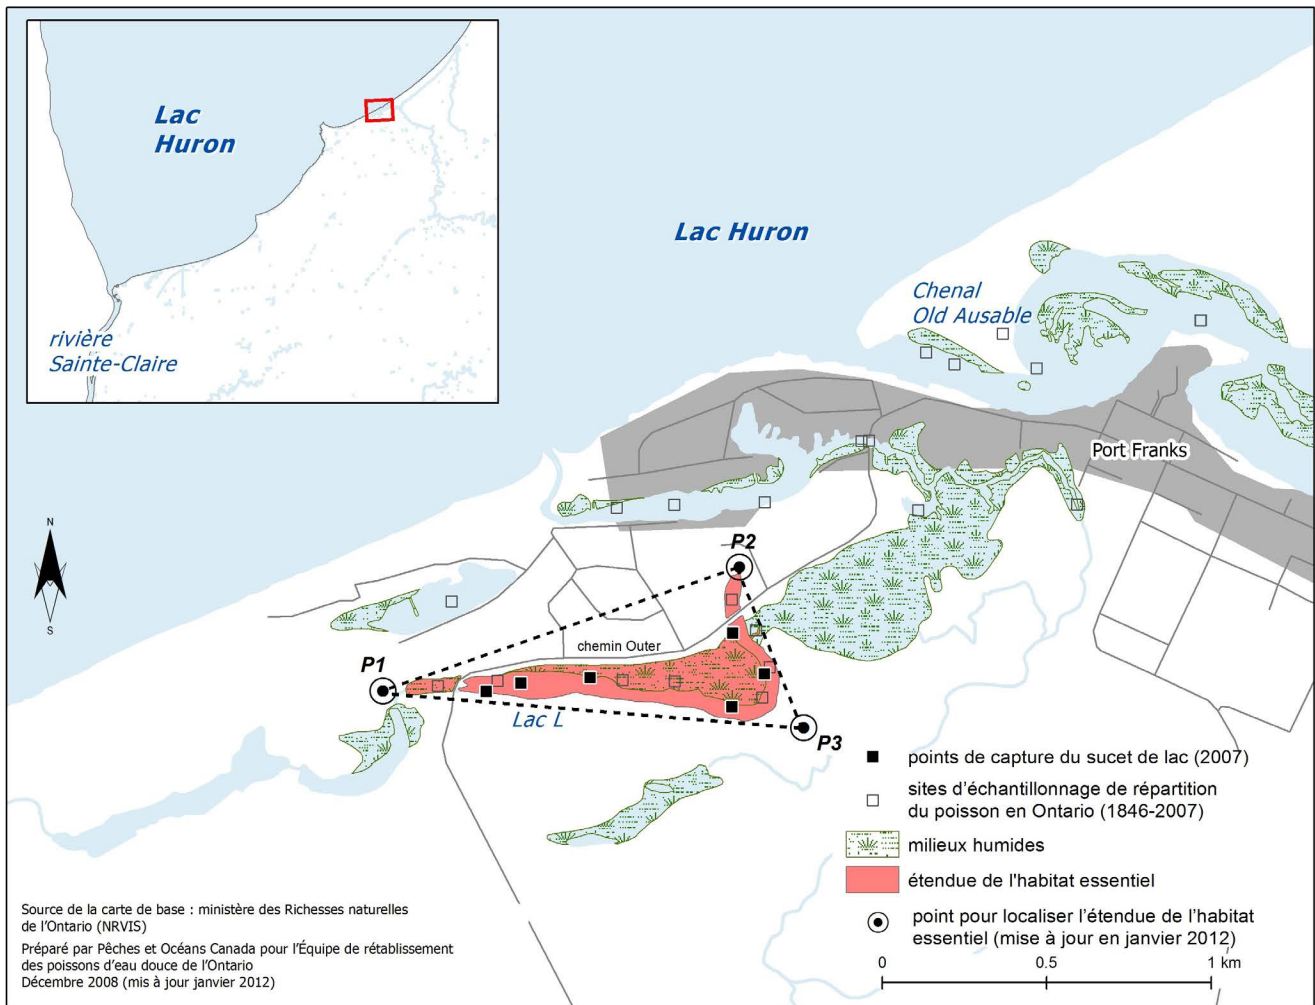 Lac
Huron
rivière
Sainte-Claire
Lac Huron
Chenal
Old Ausable
Port Franks
N
S
P2
chemin Outer
P1
Lac L
P3
points de capture du sucet de lac (2007)
sites d'échantillonnage de répartition
du poisson en Ontario (1846-2007)
milieux humides
étendue de l'habitat essentiel
point pour localiser l'étendue de l'habitat
essentiel (mise à jour en janvier 2012)
0 0.5 1 km
Source de la carte de base : ministère des Richesses naturelles
de l'Ontario (NRVIS)
Préparé par Pêches et Océans Canada pour l'Équipe de rétablissement
des poissons d'eau douce de l'Ontario
Décembre 2008 (mis à jour janvier 2012)